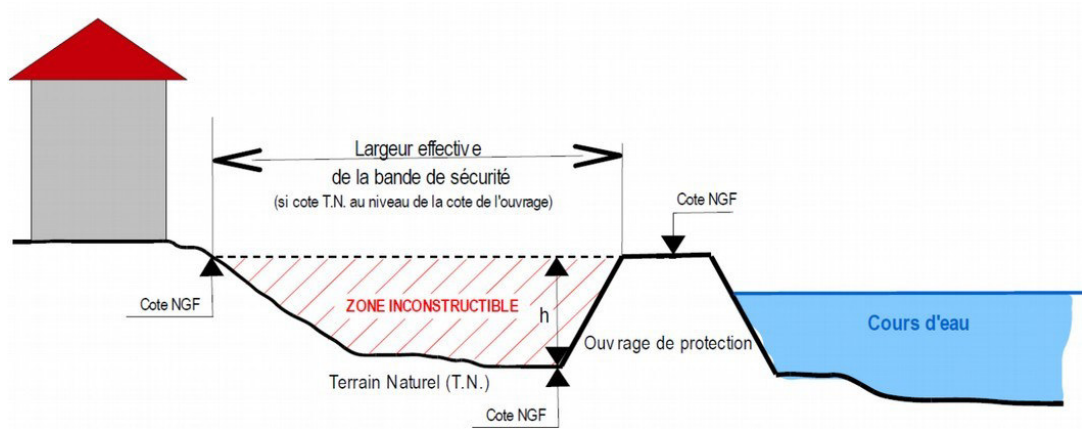 Largeur effective
de la bande de sécurité
(si cote T.N. au niveau de la cote de l'ouvrage)
Cote NGF
Cote NGF
ZONE INCONSTRUCTIBLE
h
Cours d'eau
Ouvrage de protection
Terrain Naturel (T.N.)
Cote NGF